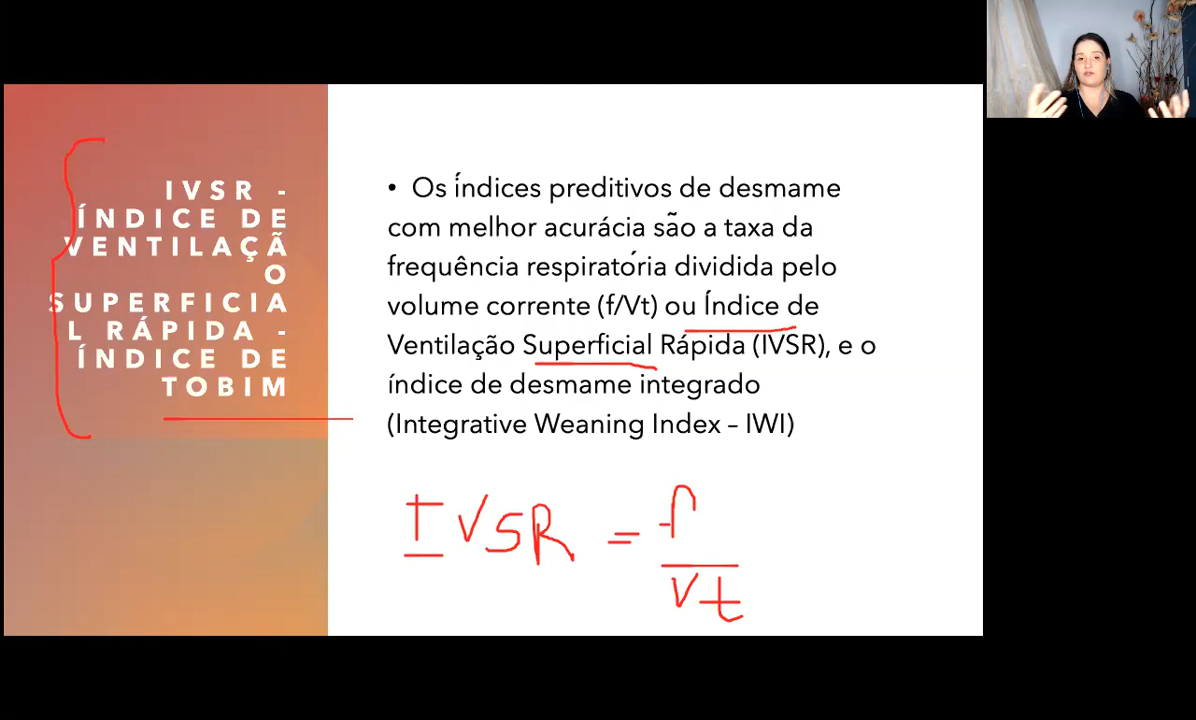 IVSR -
ÍNDICE DE
VENTILAÇÃ
O
SUPERFICIA
L RÁPIDA -
ÍNDICE DE
TOBIM
• Os índices preditivos de desmame
com melhor acurácia são a taxa da
frequência respiratória dividida pelo
volume corrente (f/Vt) ou Índice de
Ventilação Superficial Rápida (IVSR), e o
índice de desmame integrado
(Integrative Weaning Index – IWI)
IVSR = f
Vt